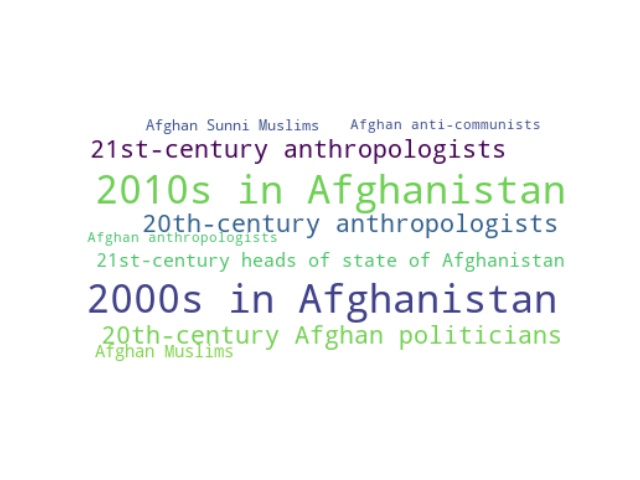 Afghan Sunni Muslims
Afghan anti-communists
21st-century anthropologists
2010s in Afghanistan
20th-century anthropologists
Afghan anthropologists
21st-century heads of state of Afghanistan
2000s in Afghanistan
20th-century Afghan politicians
Afghan Muslims